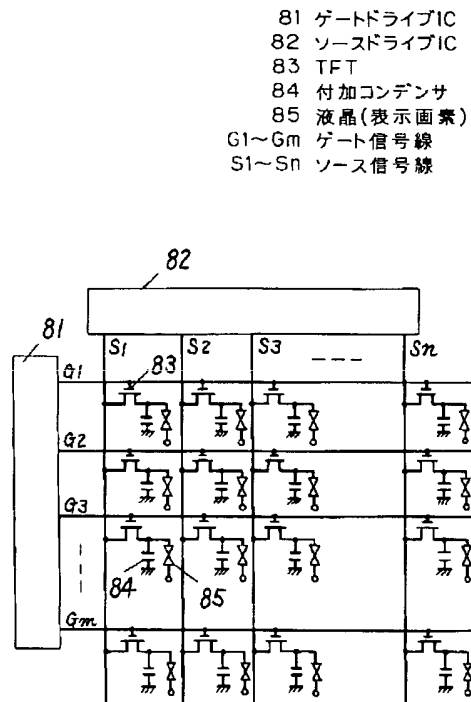 81 ゲートドライブIC
82 ソースドライブIC
83 TFT
84 付加コンデンサ
85 液晶(表示画素)
G1~Gm ゲート信号線
S1~Sn ソース信号線
82
81
S1 S2 S3 Sn
G1
83
G2
G3
84
85
Gm